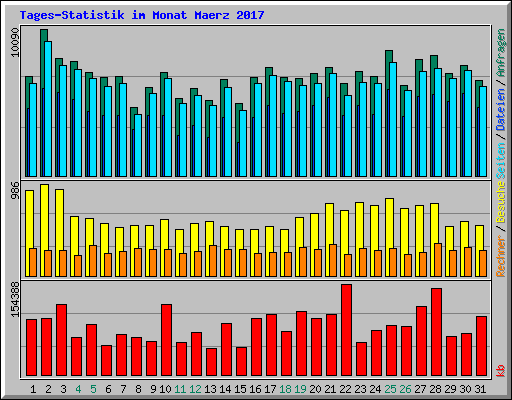 Tages-Statistik im Monat Maerz 2017
10090
986
154388
Rechner / Besuche Seiten / Dateien / Anfragen
kb
1 2 3 4 5 6 7 8 9 10 11 12 13 14 15 16 17 18 19 20 21 22 23 24 25 26 27 28 29 30 31